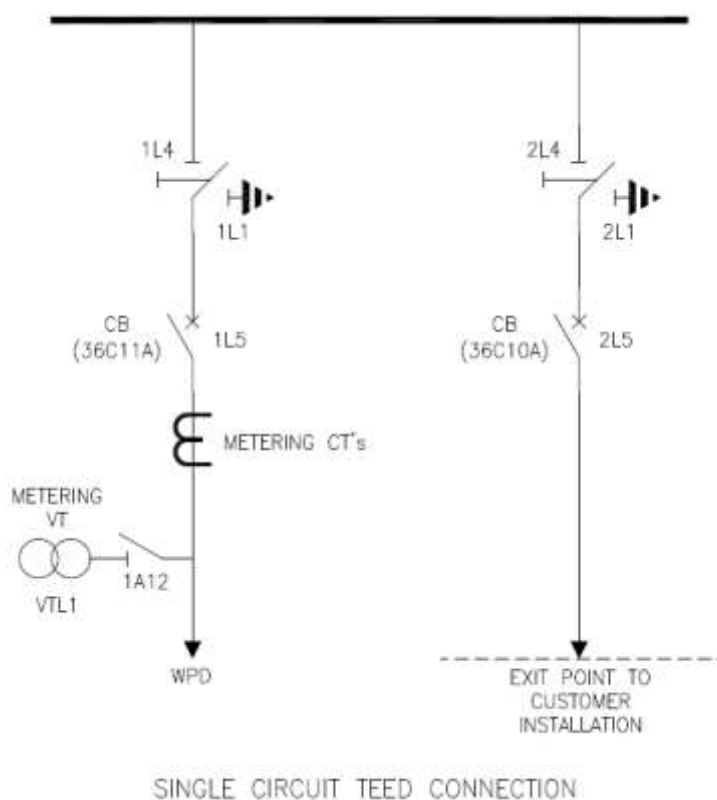 1L4
2L4
1L1
2L1
CB
(36C11A)
1L5
CB
(36C10A)
2L5
METERING CT's
METERING
VT
1A12
VTL1
WPD
EXIT POINT TO
CUSTOMER
INSTALLATION
SINGLE CIRCUIT TEED CONNECTION